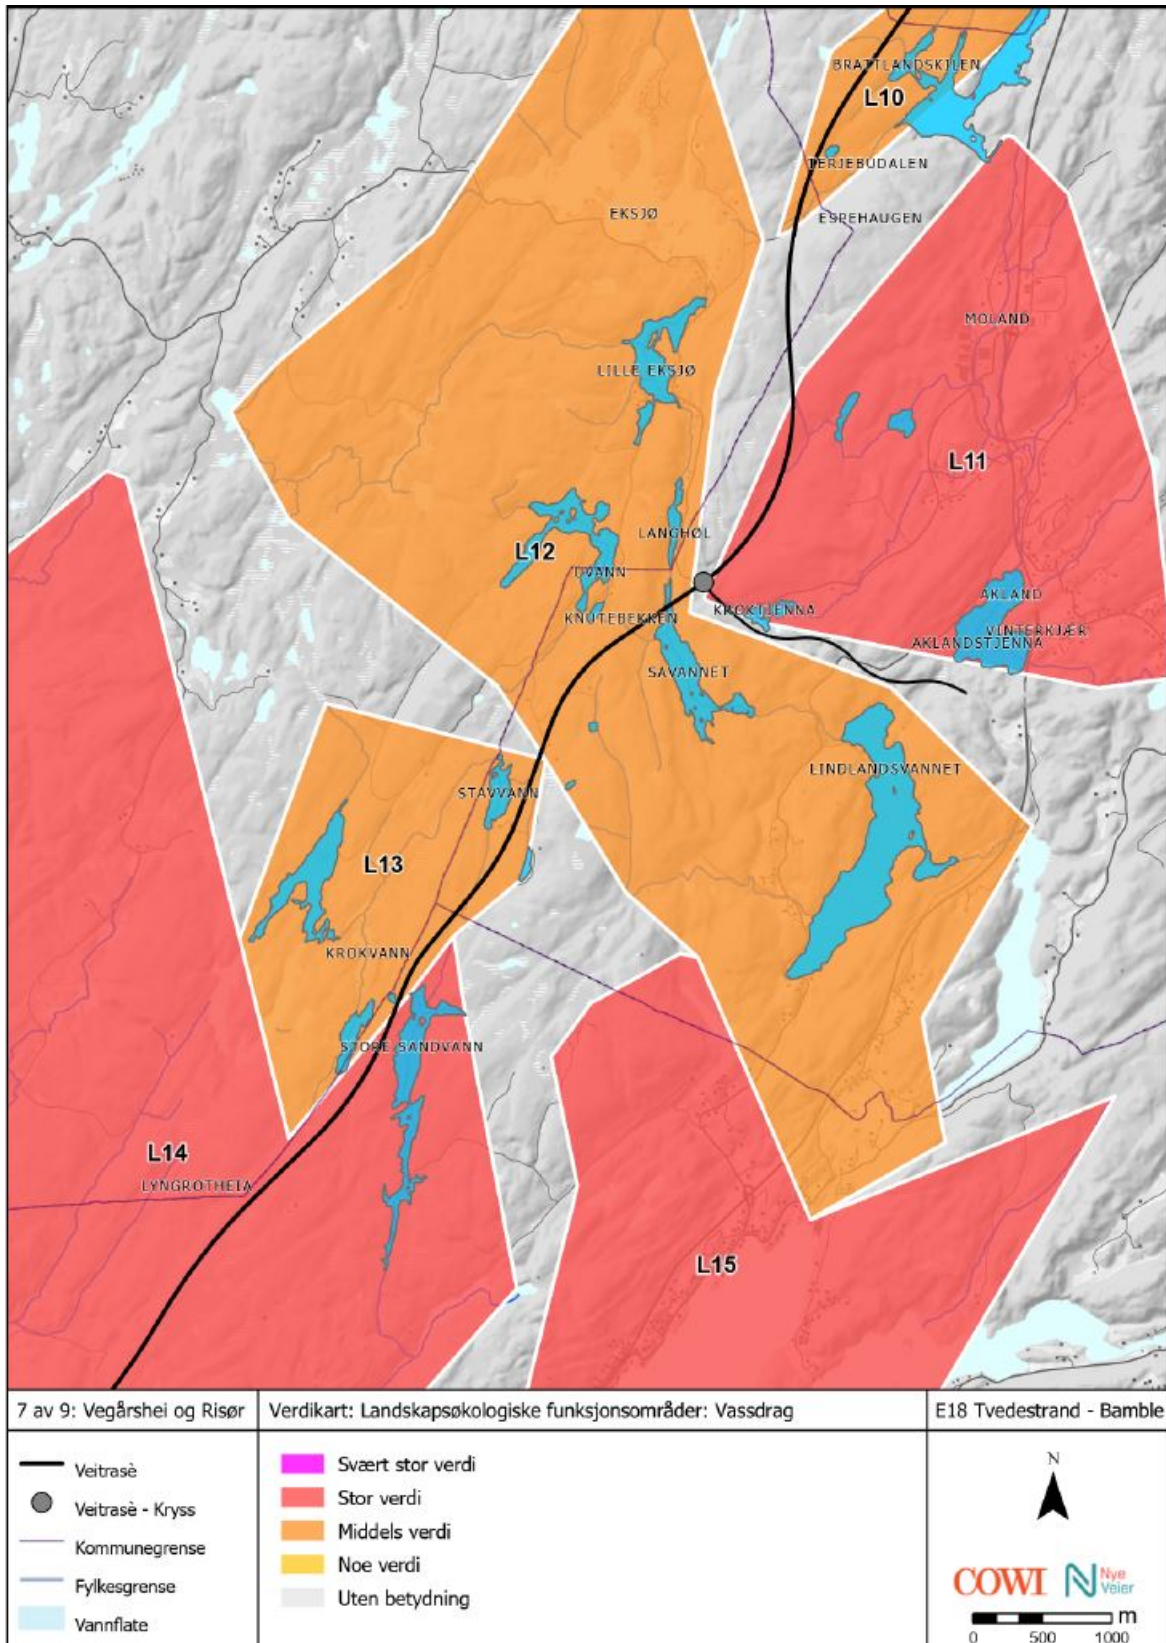 BRATTLANDSKILEN
L10
TERJEBUDALEN
EKSJØ
ESPEHAUGEN
MOLAND
LILLE EKSJØ
L11
LANGHØL
L12
UVANN
ÅKLAND
KNUTEBEKKEN
KROKTJENNA
VINTERKJÆR
AKLANDSTJENNA
SAVANNET
LINDLANDSVANNET
STAVVANN
L13
KROKVANN
STORE SANDVANN
L14
LYNGROTHEIA
L15
7 av 9: Vegårshei og Risør
Verdikart: Landskapsøkologiske funksjonsområder: Vassdrag
E18 Tvedestrand - Bamble
Veitrasè
Veitrasè - Kryss
Kommunegrense
Fylkesgrense
Vannflate
Svært stor verdi
Stor verdi
Middels verdi
Noe verdi
Uten betydning
N
COWI
Nye
Veier
m
0 500 1000